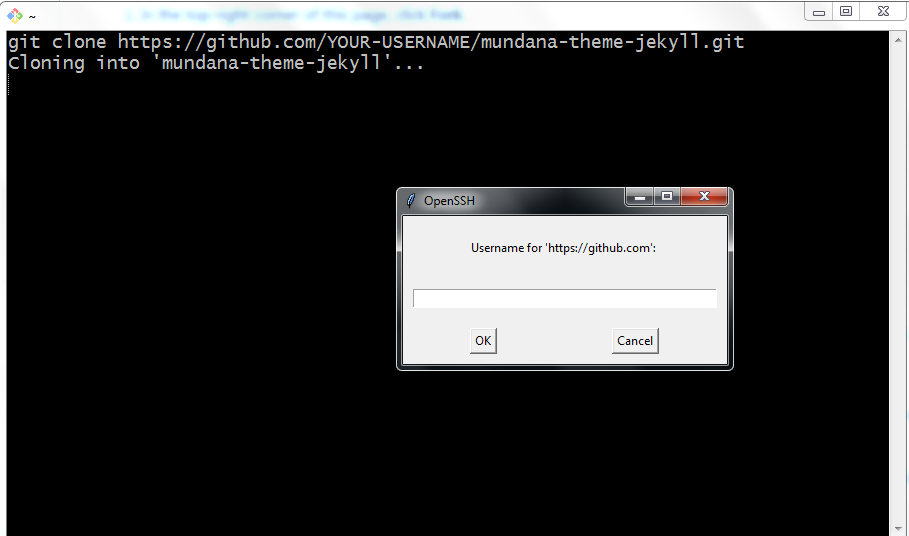 1. In the top-right corner of this page, click Fork.
~
git clone https://github.com/YOUR-USERNAME/mundana-theme-jekyll.git
Cloning into 'mundana-theme-jekyll'...
OpenSSH
Username for 'https://github.com':
OK
Cancel